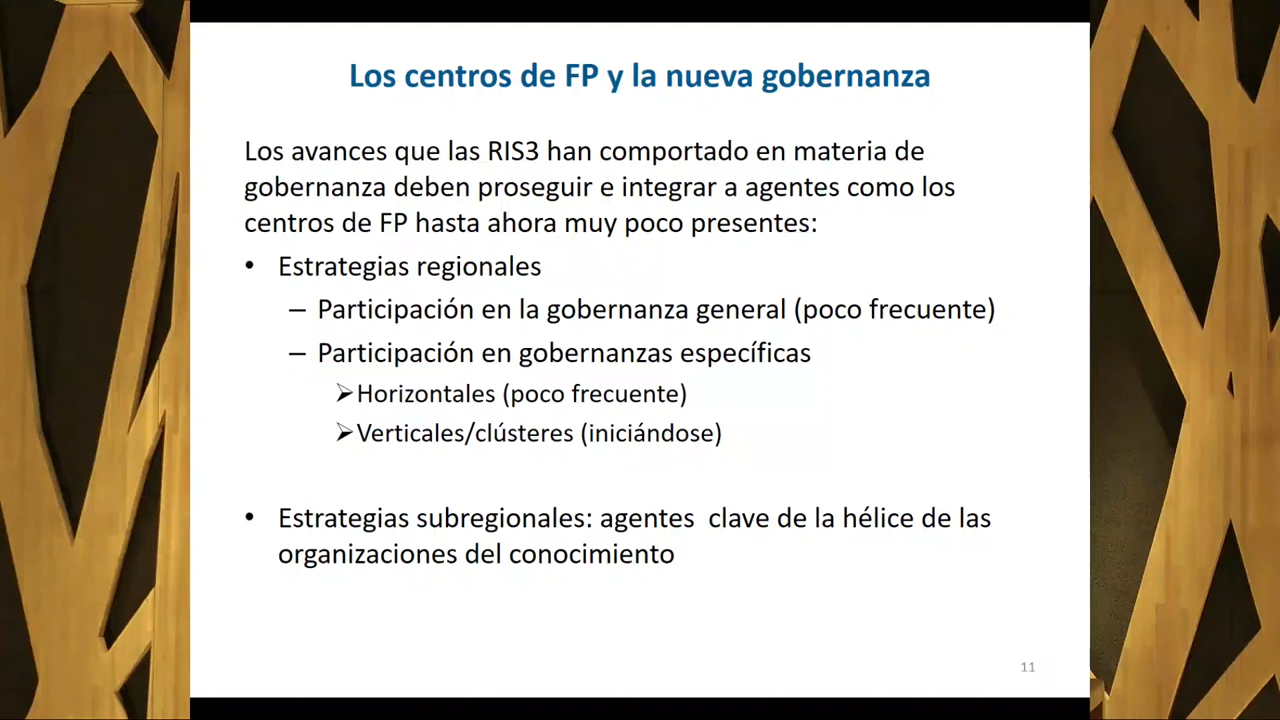 Los centros de FP y la nueva gobernanza
Los avances que las RIS3 han comportado en materia de
gobernanza deben proseguir e integrar a agentes como los
centros de FP hasta ahora muy poco presentes:
• Estrategias regionales
– Participación en la gobernanza general (poco frecuente)
– Participación en gobernanzas específicas
➢Horizontales (poco frecuente)
➢Verticales/clústeres (iniciándose)
• Estrategias subregionales: agentes  clave de la hélice de las
organizaciones del conocimiento
11